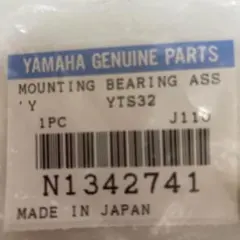 YAMAHA GENUINE PARTS
MOUNTING BEARING ASS
'Y YTS32
1PC J110
N1342741
MADE IN JAPAN